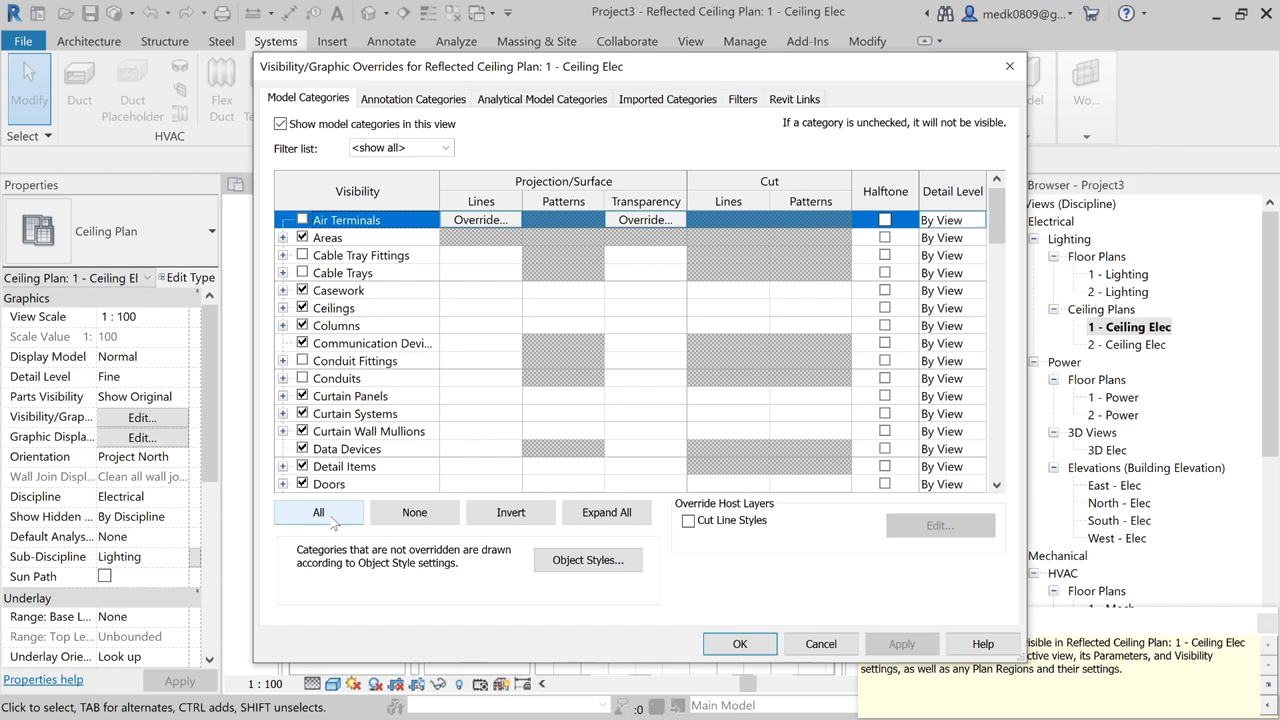 Project3 - Reflected Ceiling Plan: 1 - Ceiling Elec
medk0809@g...
File Architecture Structure Steel Systems Insert Annotate Analyze Massing & Site Collaborate View Manage Add-Ins Modify
Modify
Duct
Duct
Placeholder
Flex
Duct
Wo...
Select
HVAC
Visibility/Graphic Overrides for Reflected Ceiling Plan: 1 - Ceiling Elec
Model Categories Annotation Categories Analytical Model Categories Imported Categories Filters Revit Links
Show model categories in this view
If a category is unchecked, it will not be visible.
Filter list: <show all>
Visibility Projection/Surface Cut Halftone Detail Level
Lines Patterns Transparency Lines Patterns
Air Terminals Override... Override... By View
Areas By View
Cable Tray Fittings By View
Cable Trays By View
Casework By View
Ceilings By View
Columns By View
Communication Devi... By View
Conduit Fittings By View
Conduits By View
Curtain Panels By View
Curtain Systems By View
Curtain Wall Mullions By View
Data Devices By View
Detail Items By View
Doors By View
All None Invert Expand All
Override Host Layers
Cut Line Styles
Edit...
Categories that are not overridden are drawn
according to Object Style settings.
Object Styles...
OK Cancel Apply Help
Properties
Ceiling Plan
Ceiling Plan: 1 - Ceiling El Edit Type
Graphics
View Scale 1 : 100
Scale Value 1: 100
Display Model Normal
Detail Level Fine
Parts Visibility Show Original
Visibility/Grap... Edit...
Graphic Displa... Edit...
Orientation Project North
Wall Join Displ... Clean all wall jo...
Discipline Electrical
Show Hidden ... By Discipline
Default Analys... None
Sub-Discipline Lighting
Sun Path
Underlay
Range: Base L... None
Range: Top Le... Unbounded
Underlay Orie... Look up
Properties help Apply
Browser - Project3
Views (Discipline)
Electrical
Lighting
Floor Plans
1 - Lighting
2 - Lighting
Ceiling Plans
1 - Ceiling Elec
2 - Ceiling Elec
Power
Floor Plans
1 - Power
2 - Power
3D Views
3D Elec
Elevations (Building Elevation)
East - Elec
North - Elec
South - Elec
West - Elec
Mechanical
HVAC
Floor Plans
1 - Mech
isible in Reflected Ceiling Plan: 1 - Ceiling Elec
ctive view, its Parameters, and Visibility
settings, as well as any Plan Regions and their settings.
1 : 100
Click to select, TAB for alternates, CTRL adds, SHIFT unselects.
:0
Main Model